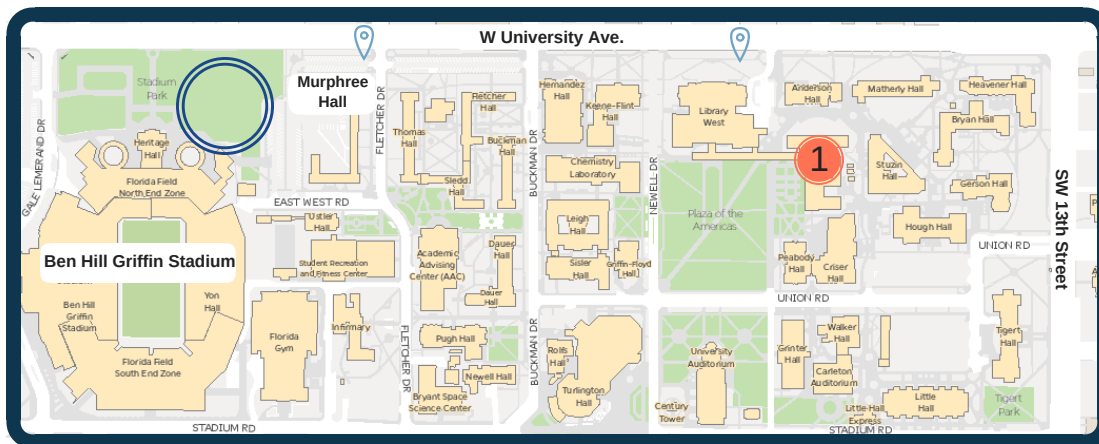 W University Ave.
Stadium
Park
Murphree
Hall
FLETCHER DR
Fletcher
Hall
Thomas
Hall
Buckman
Hall
Sledd
Hall
BUCKMAN DR
Hernandez
Hall
Keene-Flint
Hall
Chemistry
Laboratory
NEWELL DR
Library
West
Anderson
Hall
Matherly Hall
Heavener Hall
Bryan Hall
1
Stuzin
Hall
Gerson Hall
GALE LEMERAND DR
Heritage
Hall
Florida Field
North End Zone
EAST WEST RD
Ustler
Hall
Student Recreation
and Fitness Center
Ben Hill Griffin Stadium
Stadium
Ben Hill
Griffin
Stadium
Yon
Hall
Florida Field
South End Zone
Academic
Advising
Center (AAC)
Dauer
Hall
Dauer
Hall
Leigh
Hall
Sisler
Hall
Griffin-Floyd
Hall
Plaza of the
Americas
Peabody
Hall
Criser
Hall
Hough Hall
UNION RD
SW 13th Street
UNION RD
Florida
Gym
Infirmary
FLETCHER DR
Pugh Hall
Newell Hall
Bryant Space
Science Center
BUCKMAN DR
Rolfs
Hall
Turlington
Hall
University
Auditorium
Century
Tower
Grinter
Hall
Walker
Hall
Carleton
Auditorium
Little Hall
Express
Little
Hall
Tigert
Hall
Tigert
Park
STADIUM RD
STADIUM RD